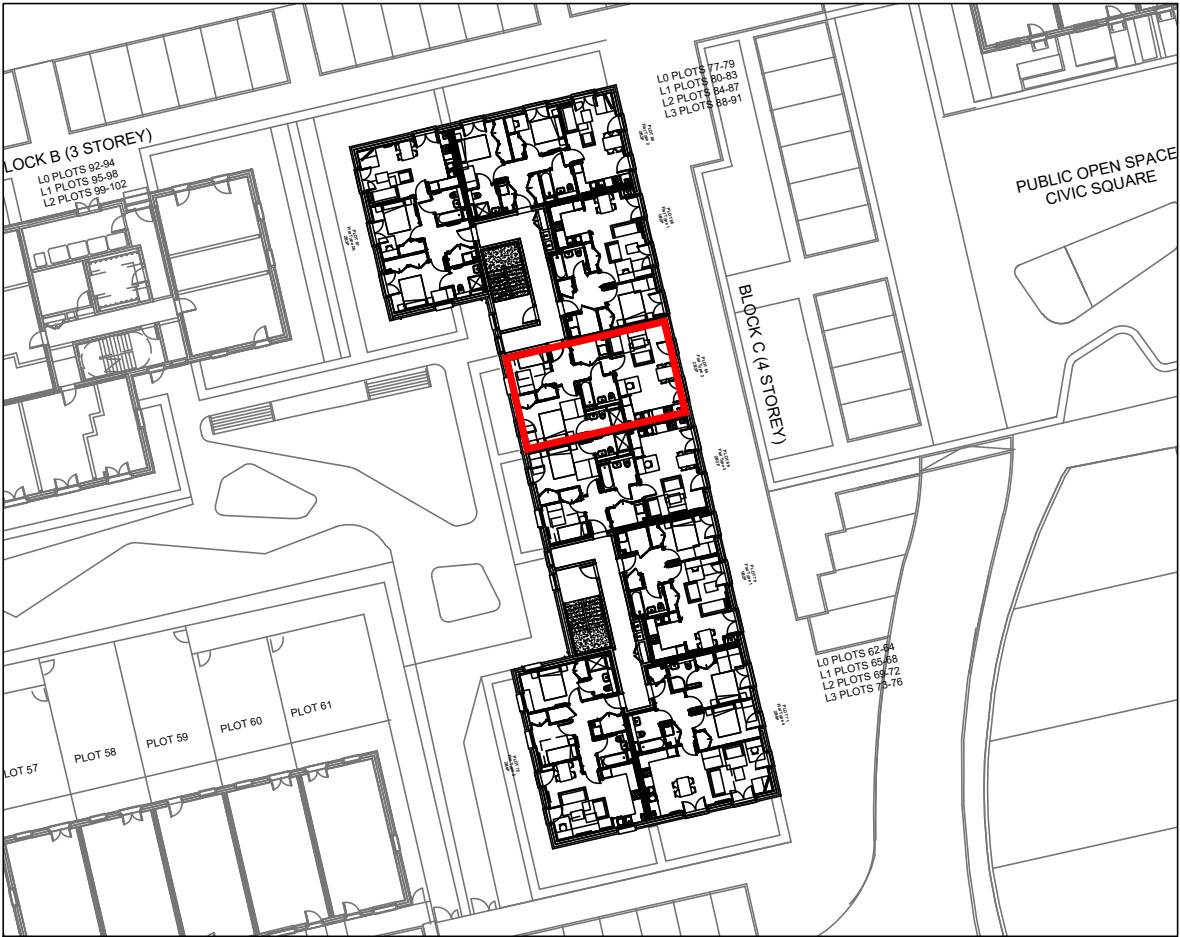 L0 PLOTS 77-79
L1 PLOTS 80-83
L2 PLOTS 84-87
L3 PLOTS 88-91
LOCK B (3 STOREY)
L0 PLOTS 92-94
L1 PLOTS 95-98
L2 PLOTS 99-102
PUBLIC OPEN SPACE
CIVIC SQUARE
BLOCK C (4 STOREY)
L0 PLOTS 62-64
L1 PLOTS 65-68
L2 PLOTS 69-72
L3 PLOTS 73-76
LOT 57
PLOT 58
PLOT 59
PLOT 60
PLOT 61